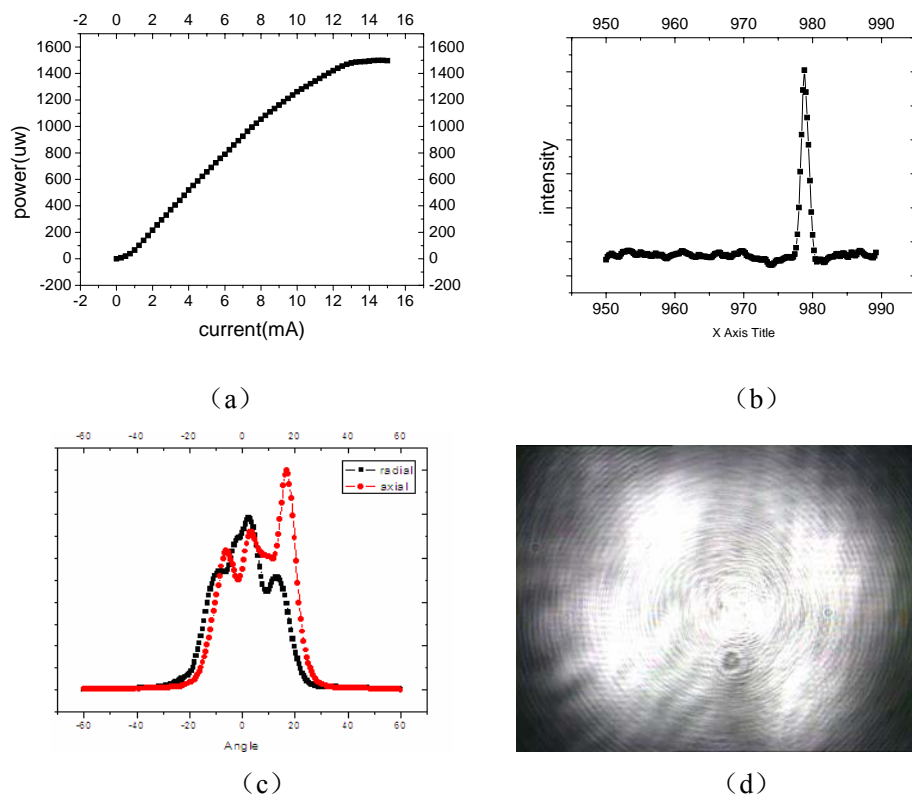 -2 0 2 4 6 8 10 12 14 16
1600 1600
1400 1400
1200 1200
1000 1000
800 800
600 600
400 400
200 200
0 0
-200 -200
-2 0 2 4 6 8 10 12 14 16
power(uw)
current(mA)
(a)
950 960 970 980 990
intensity
950 960 970 980 990
X Axis Title
(b)
-60 -40 -20 0 20 40 60
radial
axial
-60 -40 -20 0 20 40 60
Angle
(c)
(d)